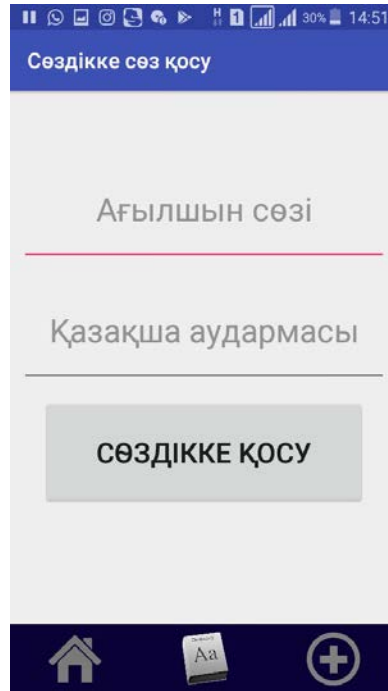 30% 14:51
Сөздікке сөз қосу
Ағылшын сөзі
Қазақша аудармасы
СӨЗДІККЕ ҚОСУ
Aa